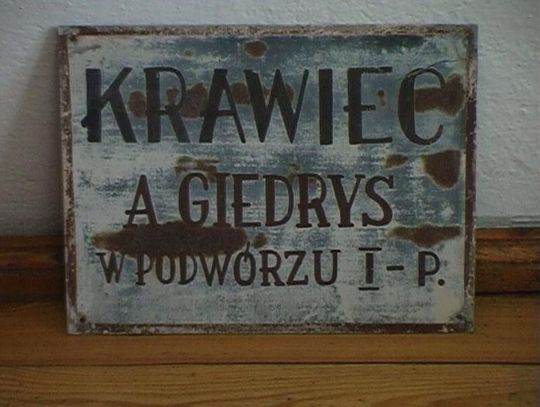 KRAWIEC
A GIEDRYS
W PODWÓRZU I-P.